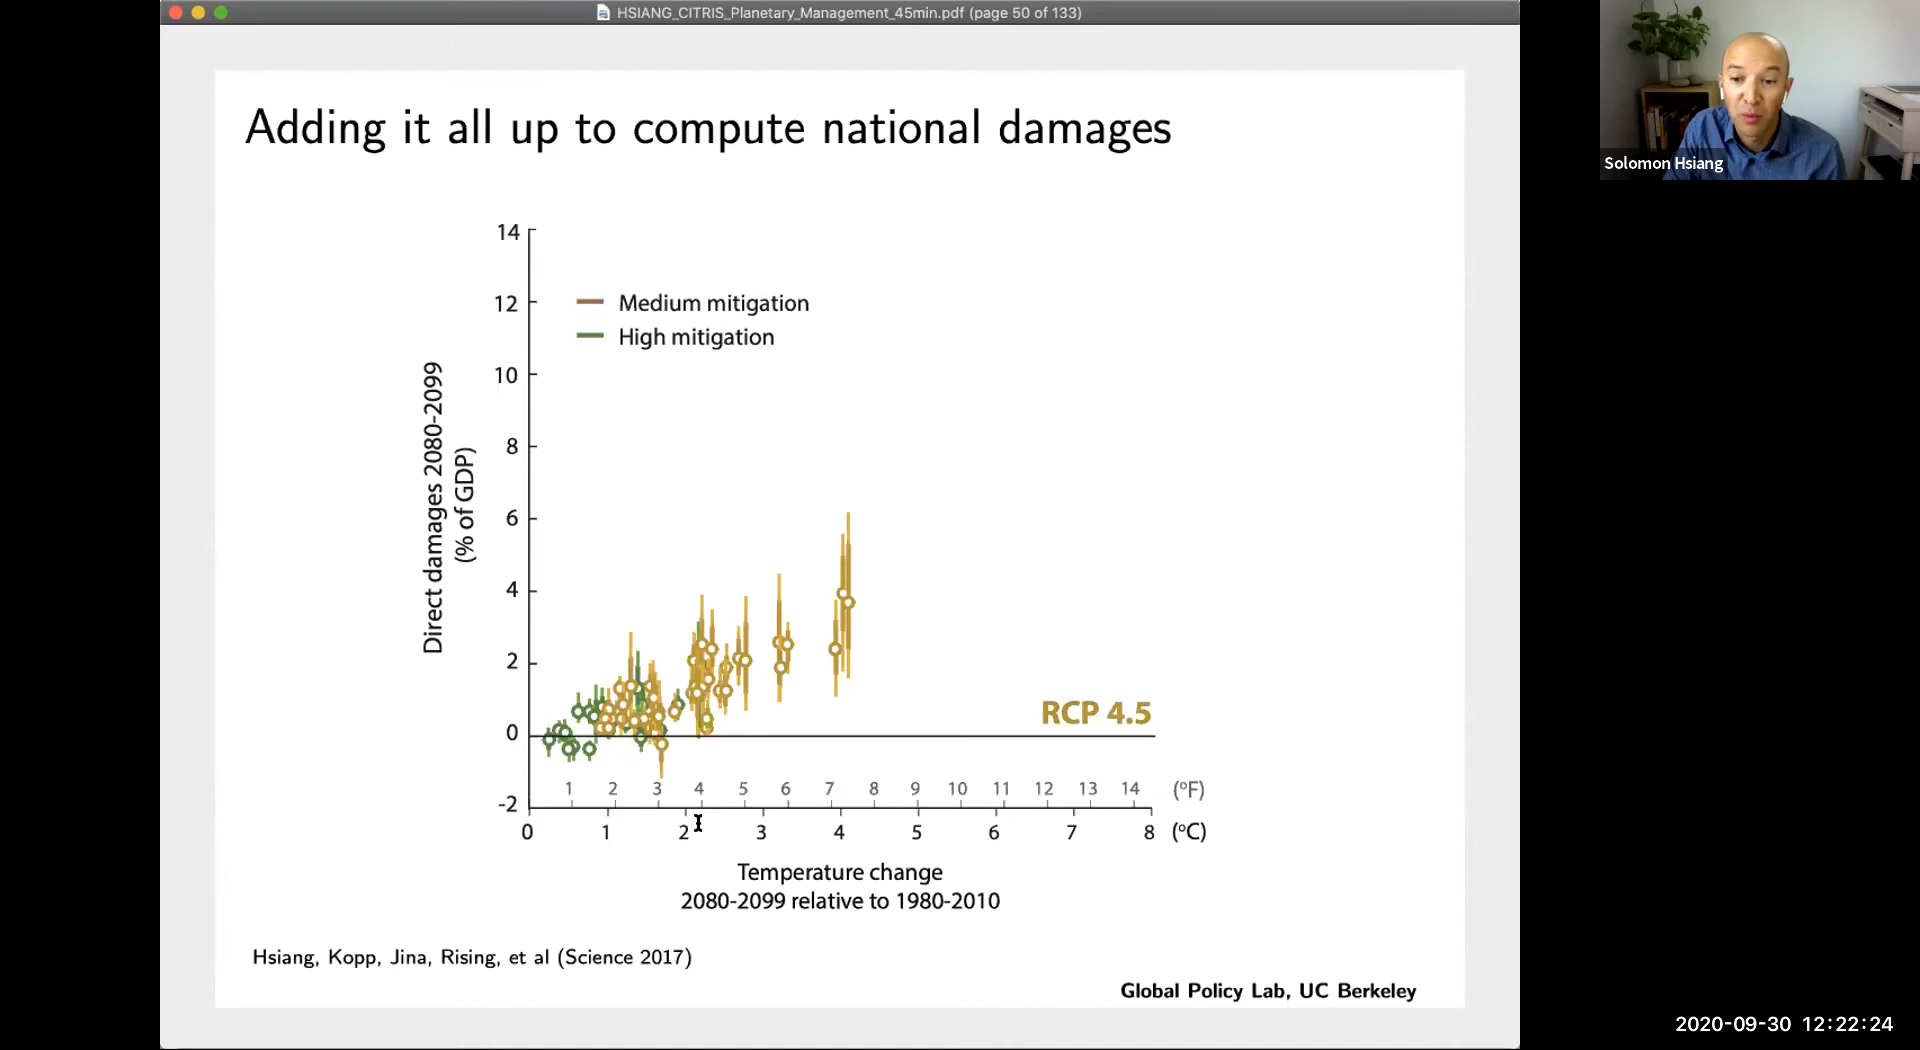 HSIANG_CITRIS_Planetary_Management_45min.pdf (page 50 of 133)
Solomon Hsiang
Adding it all up to compute national damages
14
12
10
8
6
4
2
0
-2
Direct damages 2080-2099
(% of GDP)
Medium mitigation
High mitigation
RCP 4.5
1 2 3 4 5 6 7 8 9 10 11 12 13 14 (°F)
0 1 2 3 4 5 6 7 8 (°C)
Temperature change
2080-2099 relative to 1980-2010
Hsiang, Kopp, Jina, Rising, et al (Science 2017)
Global Policy Lab, UC Berkeley
2020-09-30 12:22:24